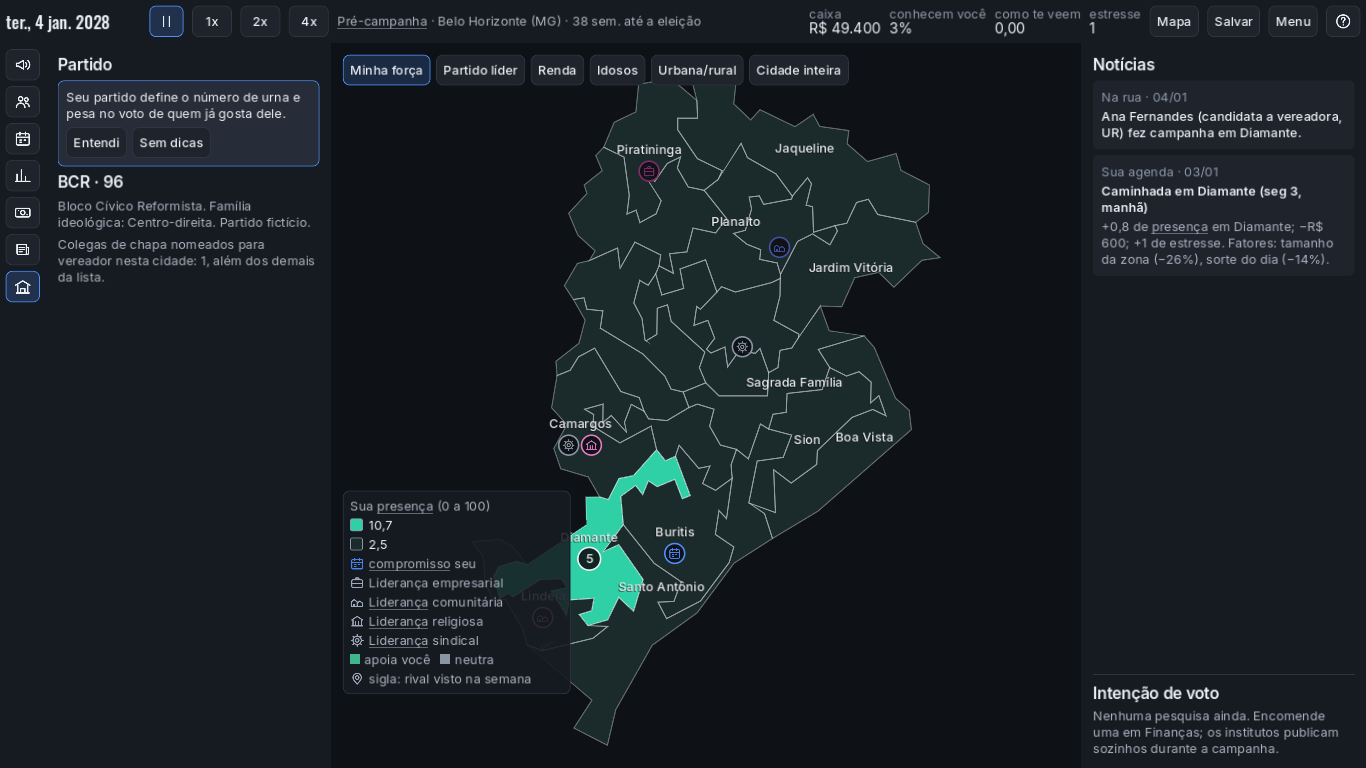 ter., 4 jan. 2028
1x
2x
4x
Pré-campanha · Belo Horizonte (MG) · 38 sem. até a eleição
caixa
R$ 49.400
conhecem você
3%
como te veem
0,00
estresse
1
Mapa
Salvar
Menu
Partido
Seu partido define o número de urna e
pesa no voto de quem já gosta dele.
Entendi
Sem dicas
BCR · 96
Bloco Cívico Reformista. Família
ideológica: Centro-direita. Partido fictício.
Colegas de chapa nomeados para
vereador nesta cidade: 1, além dos demais
da lista.
Minha força
Partido líder
Renda
Idosos
Urbana/rural
Cidade inteira
Piratininga
Jaqueline
Planalto
Jardim Vitória
Sagrada Família
Camargos
Sion
Boa Vista
Buritis
Diamante
5
Santo Antônio
Lindéia
Sua presença (0 a 100)
10,7
2,5
compromisso seu
Liderança empresarial
Liderança comunitária
Liderança religiosa
Liderança sindical
apoia você
neutra
sigla: rival visto na semana
Notícias
Na rua · 04/01
Ana Fernandes (candidata a vereadora,
UR) fez campanha em Diamante.
Sua agenda · 03/01
Caminhada em Diamante (seg 3,
manhã)
+0,8 de presença em Diamante; −R$
600; +1 de estresse. Fatores: tamanho
da zona (−26%), sorte do dia (−14%).
Intenção de voto
Nenhuma pesquisa ainda. Encomende
uma em Finanças; os institutos publicam
sozinhos durante a campanha.